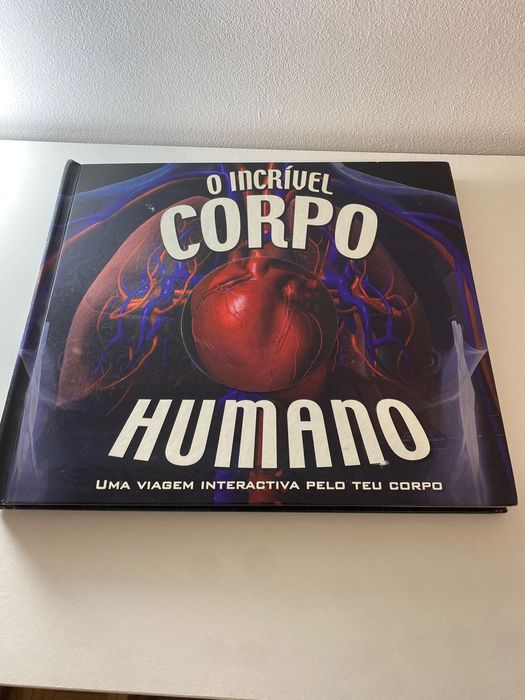 O INCRÍVEL
CORPO
HUMANO
UMA VIAGEM INTERACTIVA PELO TEU CORPO